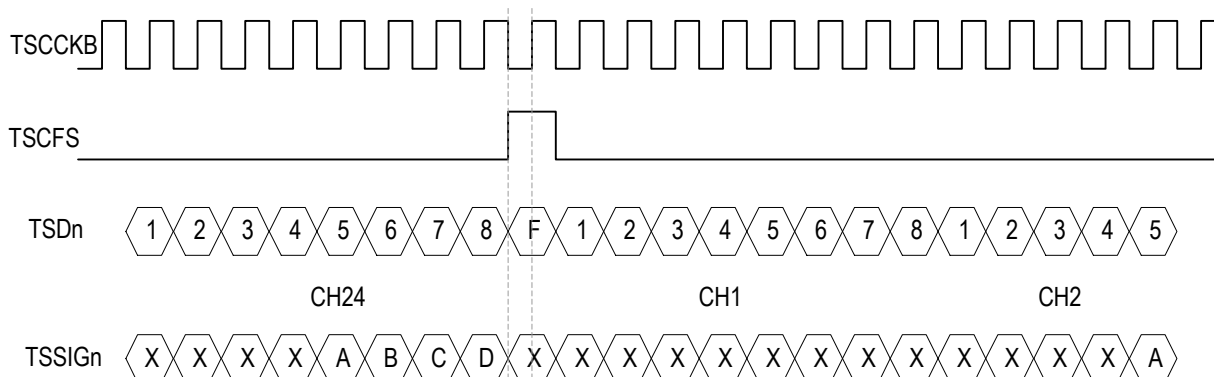 TSCCKB
TSCFS
TSDn 1 2 3 4 5 6 7 8 F 1 2 3 4 5 6 7 8 1 2 3 4 5
CH24 CH1 CH2
TSSIGn X X X X A B C D X X X X X X X X X X X X X A